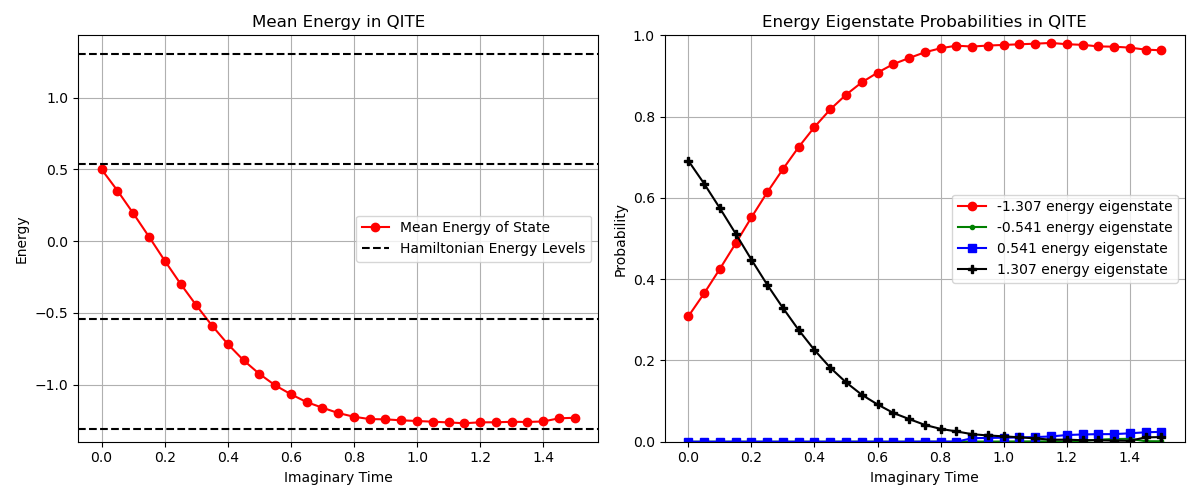 Mean Energy in QITE
Energy
1.0
0.5
0.0
−0.5
−1.0
0.0 0.2 0.4 0.6 0.8 1.0 1.2 1.4
Imaginary Time
Mean Energy of State
Hamiltonian Energy Levels
Energy Eigenstate Probabilities in QITE
Probability
1.0
0.8
0.6
0.4
0.2
0.0
0.0 0.2 0.4 0.6 0.8 1.0 1.2 1.4
Imaginary Time
-1.307 energy eigenstate
-0.541 energy eigenstate
0.541 energy eigenstate
1.307 energy eigenstate